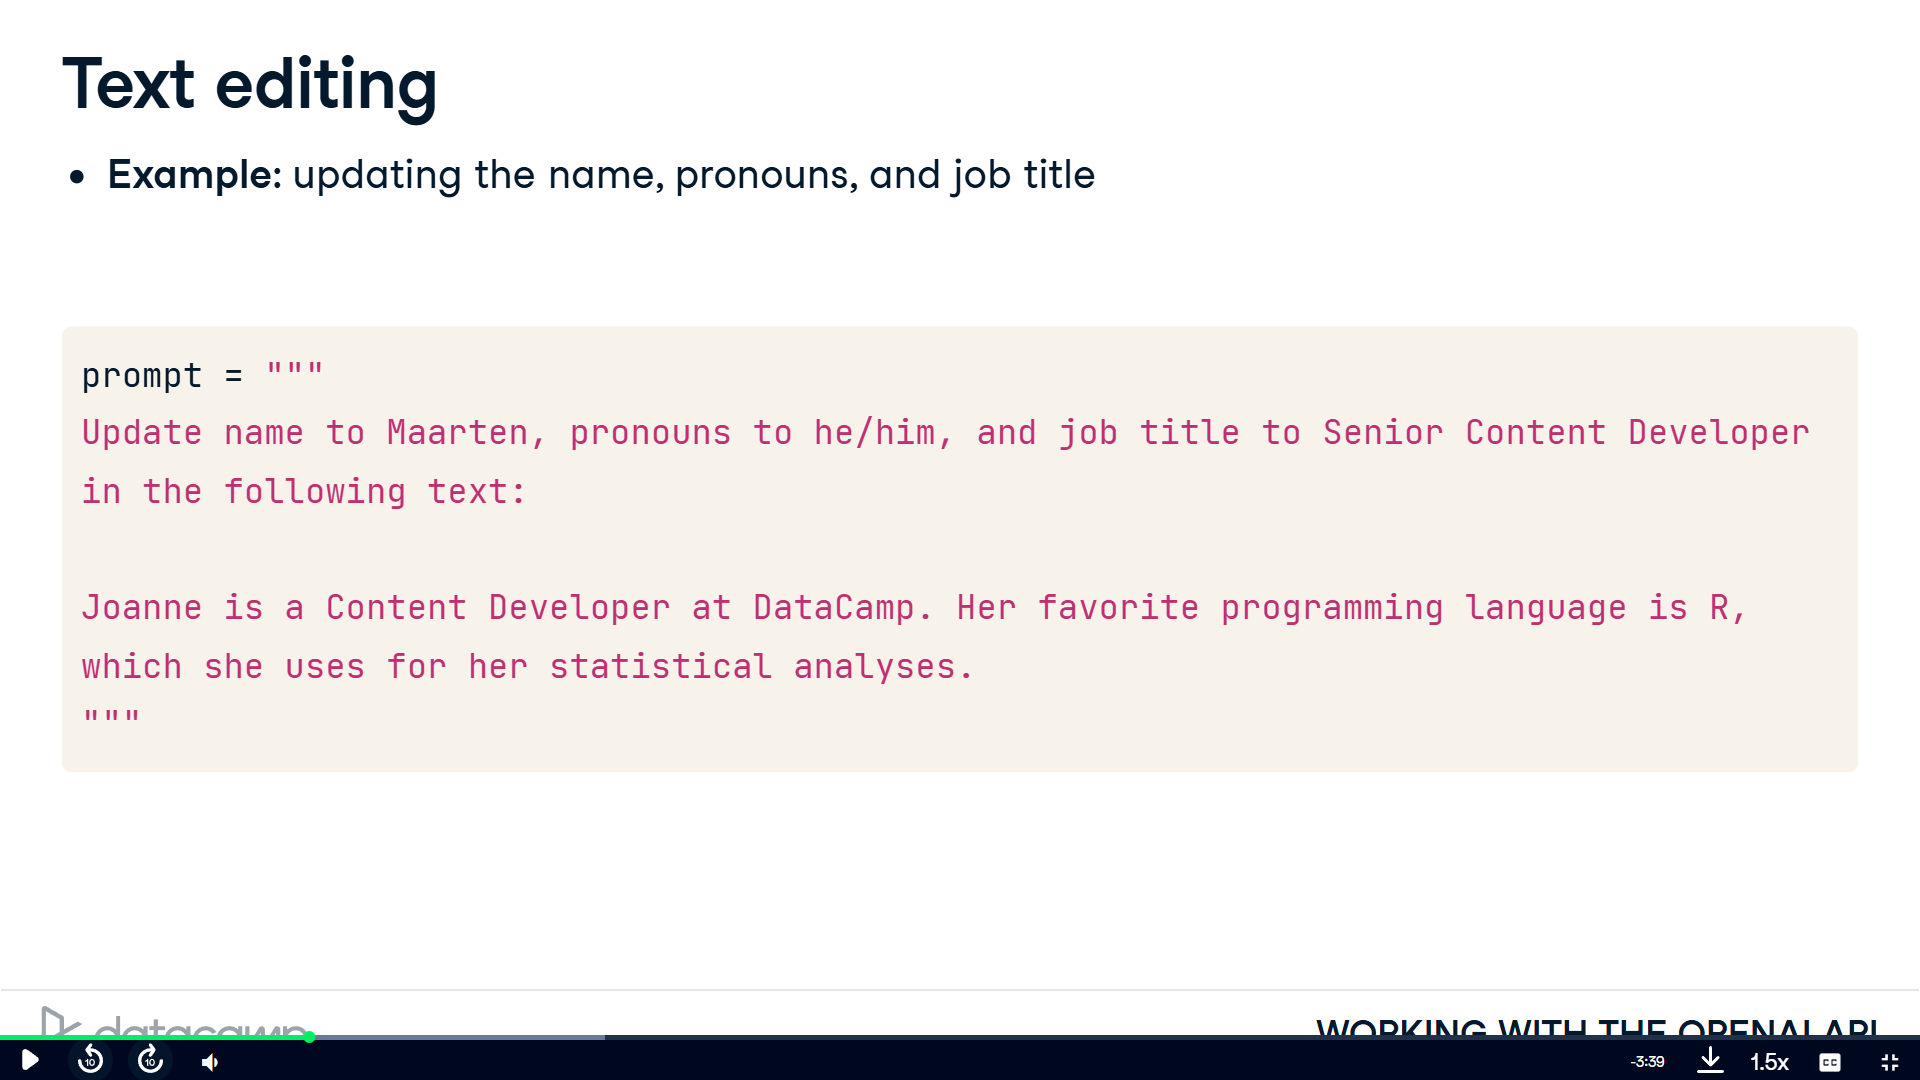 Text editing
• Example: updating the name, pronouns, and job title
prompt = """
Update name to Maarten, pronouns to he/him, and job title to Senior Content Developer
in the following text:

Joanne is a Content Developer at DataCamp. Her favorite programming language is R,
which she uses for her statistical analyses.
"""
datacamp
WORKING WITH THE OPENAI API
10
10
-3:39
1.5x
CC